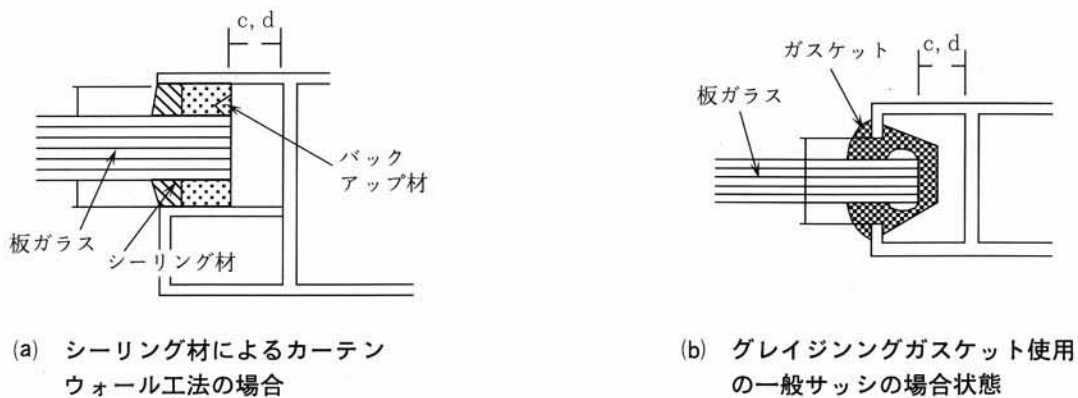 c, d
バック
アップ材
板ガラス
シーリング材
(a) シーリング材によるカーテン
ウォール工法の場合
ガスケット
c, d
板ガラス
(b) グレイジンングガスケット使用
の一般サッシの場合状態